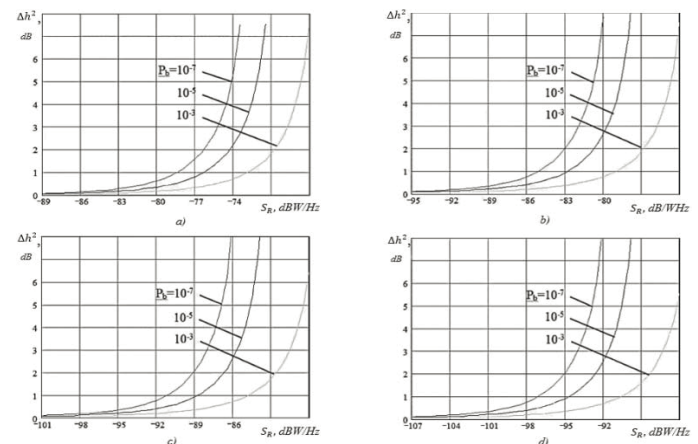 Δh²,
dB
6
5
4
3
2
1
0
P_b=10⁻⁷
10⁻⁵
10⁻³
-89 -86 -83 -80 -77 -74 S_R, dBW/Hz
a)
Δh²,
dB
6
5
4
3
2
1
0
P_b=10⁻⁷
10⁻⁵
10⁻³
-95 -92 -89 -86 -83 -80 S_R, dB/WHz
b)
Δh²,
dB
6
5
4
3
2
1
0
P_b=10⁻⁷
10⁻⁵
10⁻³
-101 -98 -95 -92 -89 -86 S_R, dBW/Hz
c)
Δh²,
dB
6
5
4
3
2
1
0
P_b=10⁻⁷
10⁻⁵
10⁻³
-107 -104 -101 -98 -95 -92 S_R, dBW/Hz
d)